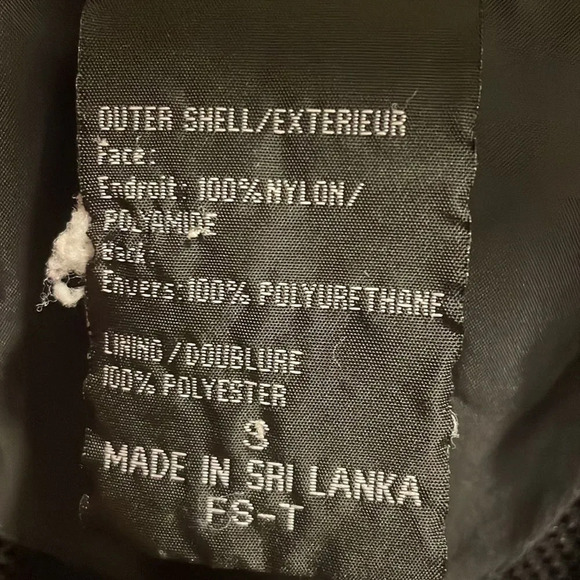 OUTER SHELL/EXTERIEUR
Face:
Endroit: 100% NYLON/
POLYAMIDE
Back:
Envers: 100% POLYURETHANE
LINING/DOUBLURE
100% POLYESTER
3
MADE IN SRI LANKA
FS-T